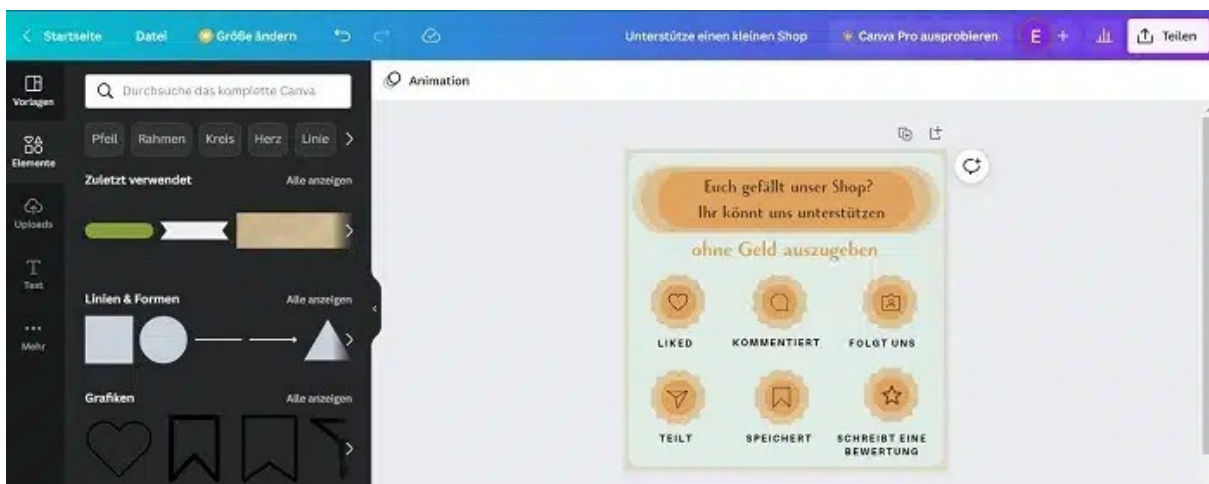 Startseite Datei Größe ändern Unterstütze einen kleinen Shop Canva Pro ausprobieren E + Teilen
Vorlagen
Elemente
Uploads
Text
Mehr
Durchsuche das komplette Canva
Pfeil Rahmen Kreis Herz Linie
Zuletzt verwendet Alle anzeigen
Linien & Formen Alle anzeigen
Grafiken Alle anzeigen
Animation
Euch gefällt unser Shop?
Ihr könnt uns unterstützen
ohne Geld auszugeben
LIKED KOMMENTIERT FOLGT UNS
TEILT SPEICHERT SCHREIBT EINE
BEWERTUNG